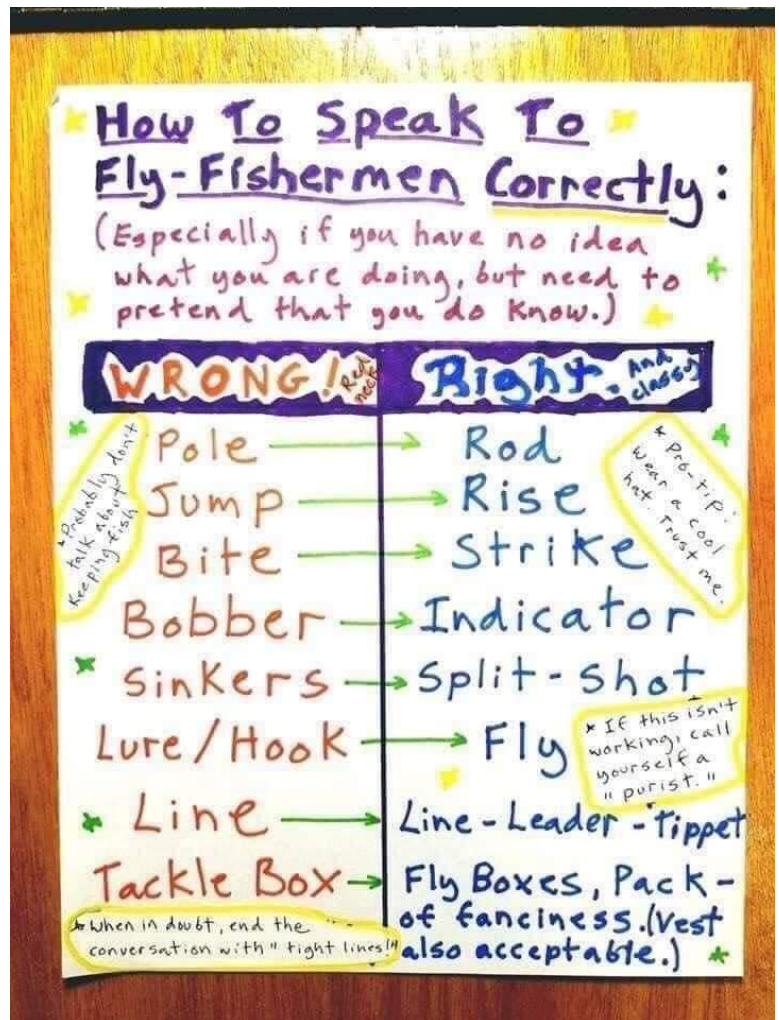 How To Speak To
Fly-Fishermen Correctly:
(Especially if you have no idea
what you are doing, but need to
pretend that you do know.)
WRONG! Red neck
Right. And classy
* Probably don't
talk about
keeping fish
Pole → Rod
* Pro-tip:
wear a cool
hat. Trust me.
Jump → Rise
Bite → Strike
Bobber → Indicator
Sinkers → Split-Shot
Lure/Hook → Fly
* If this isn't
working, call
yourself a
"purist."
Line → Line-Leader-Tippet
Tackle Box → Fly Boxes, Pack-
of fanciness. (Vest
also acceptable.)
* When in doubt, end the
conversation with "tight lines!"